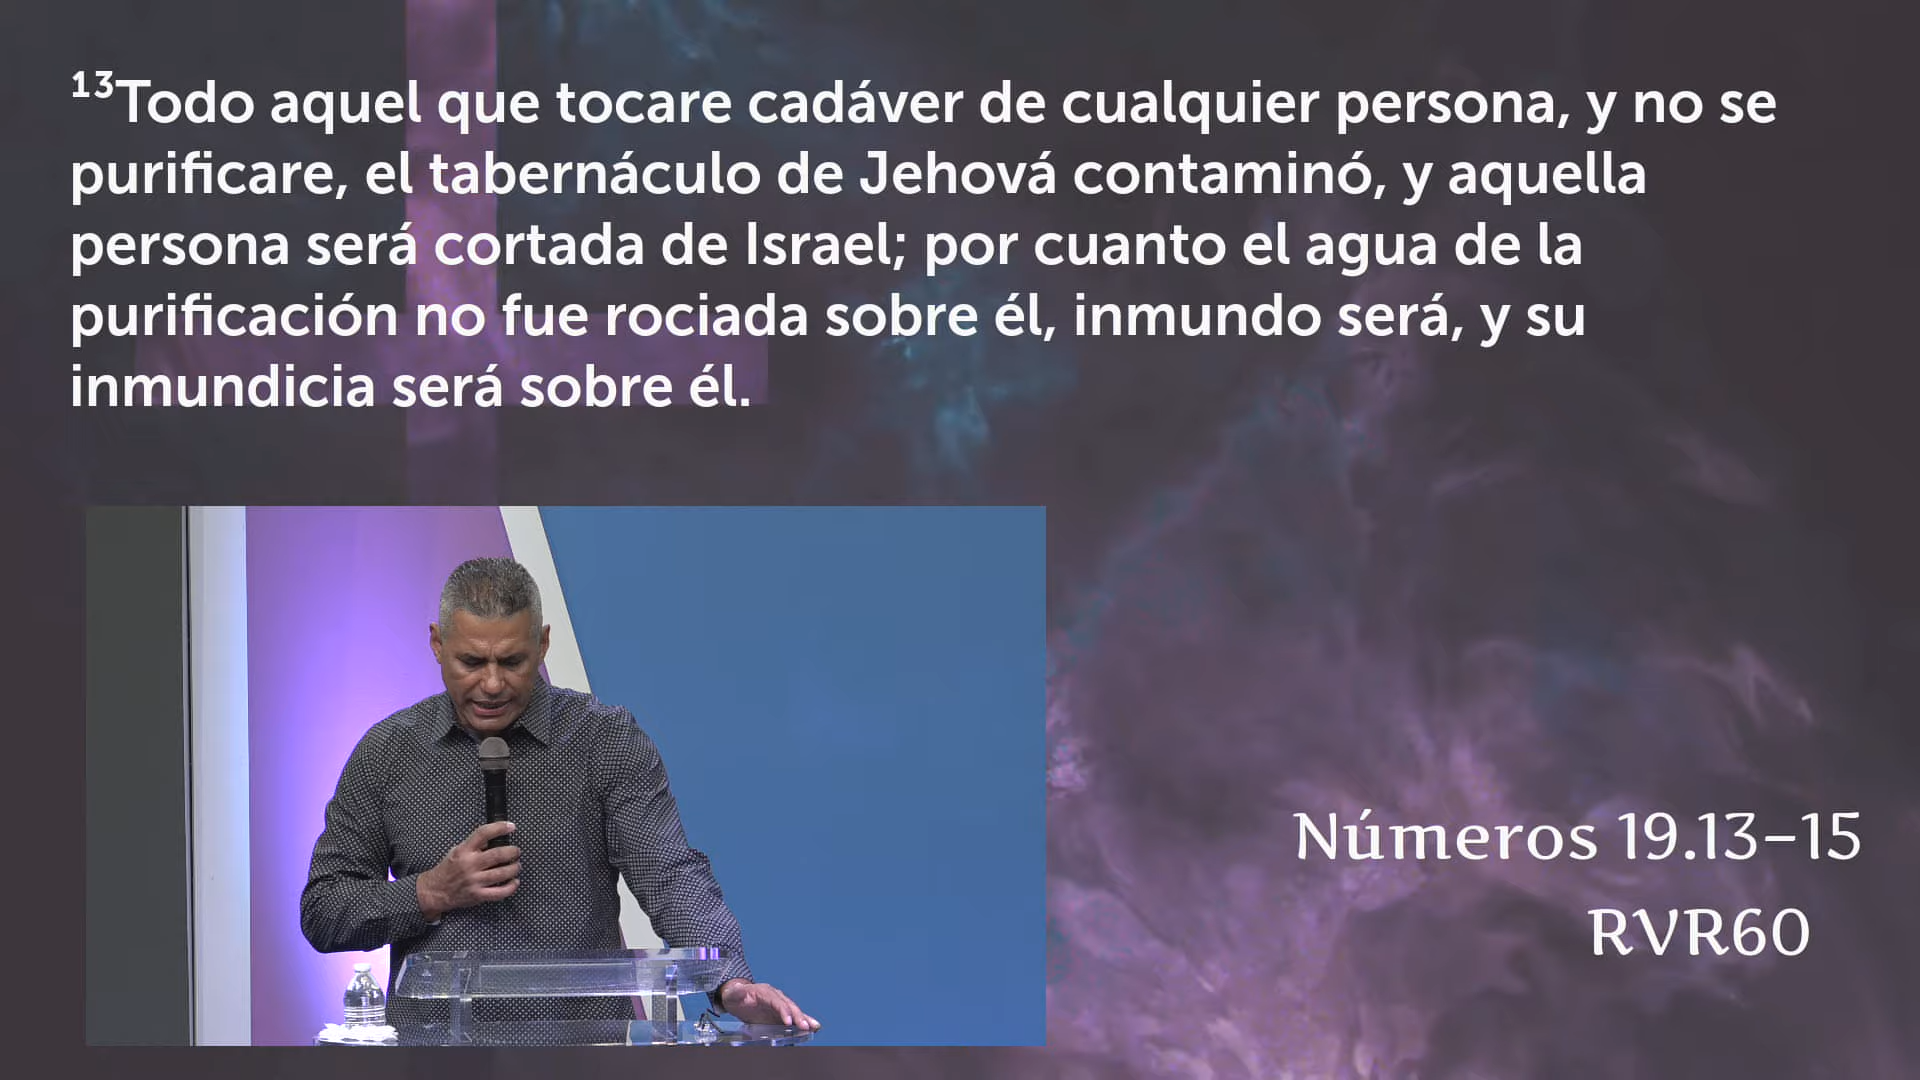 ¹³Todo aquel que tocare cadáver de cualquier persona, y no se
purificare, el tabernáculo de Jehová contaminó, y aquella
persona será cortada de Israel; por cuanto el agua de la
purificación no fue rociada sobre él, inmundo será, y su
inmundicia será sobre él.
Números 19.13–15
RVR60